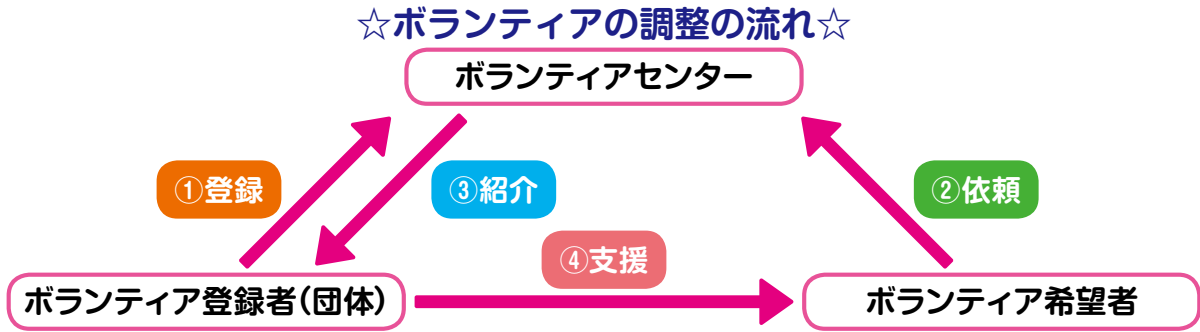 ☆ボランティアの調整の流れ☆
ボランティアセンター
①登録
③紹介
②依頼
④支援
ボランティア登録者(団体)
ボランティア希望者